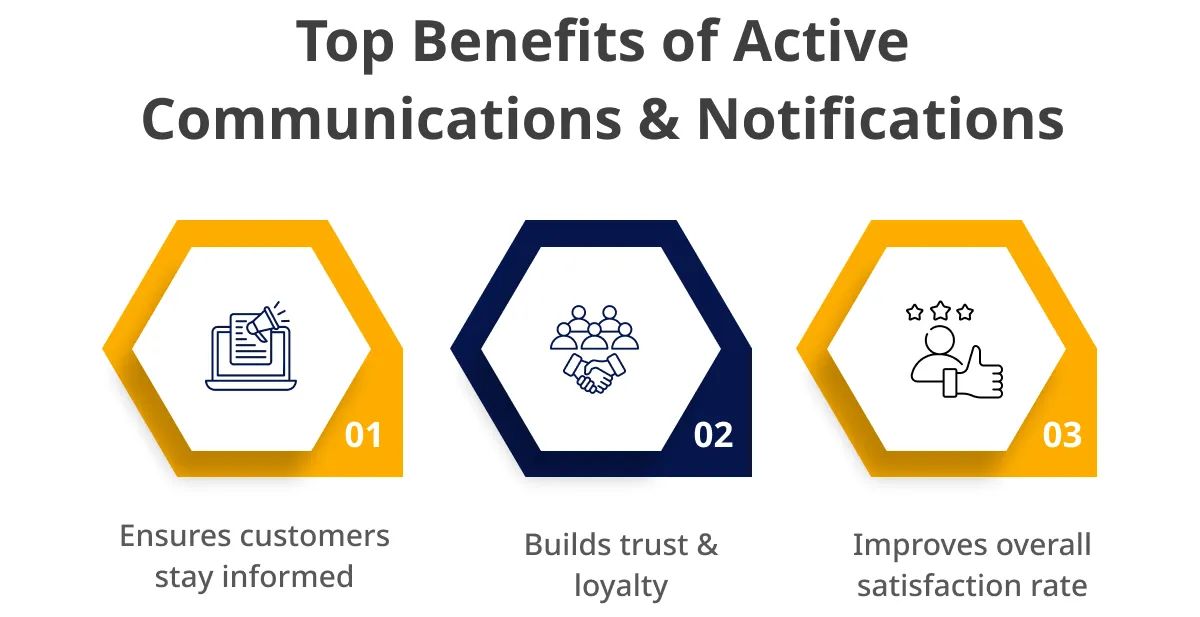 Top Benefits of Active
Communications & Notifications
01
02
03
Ensures customers
stay informed
Builds trust &
loyalty
Improves overall
satisfaction rate